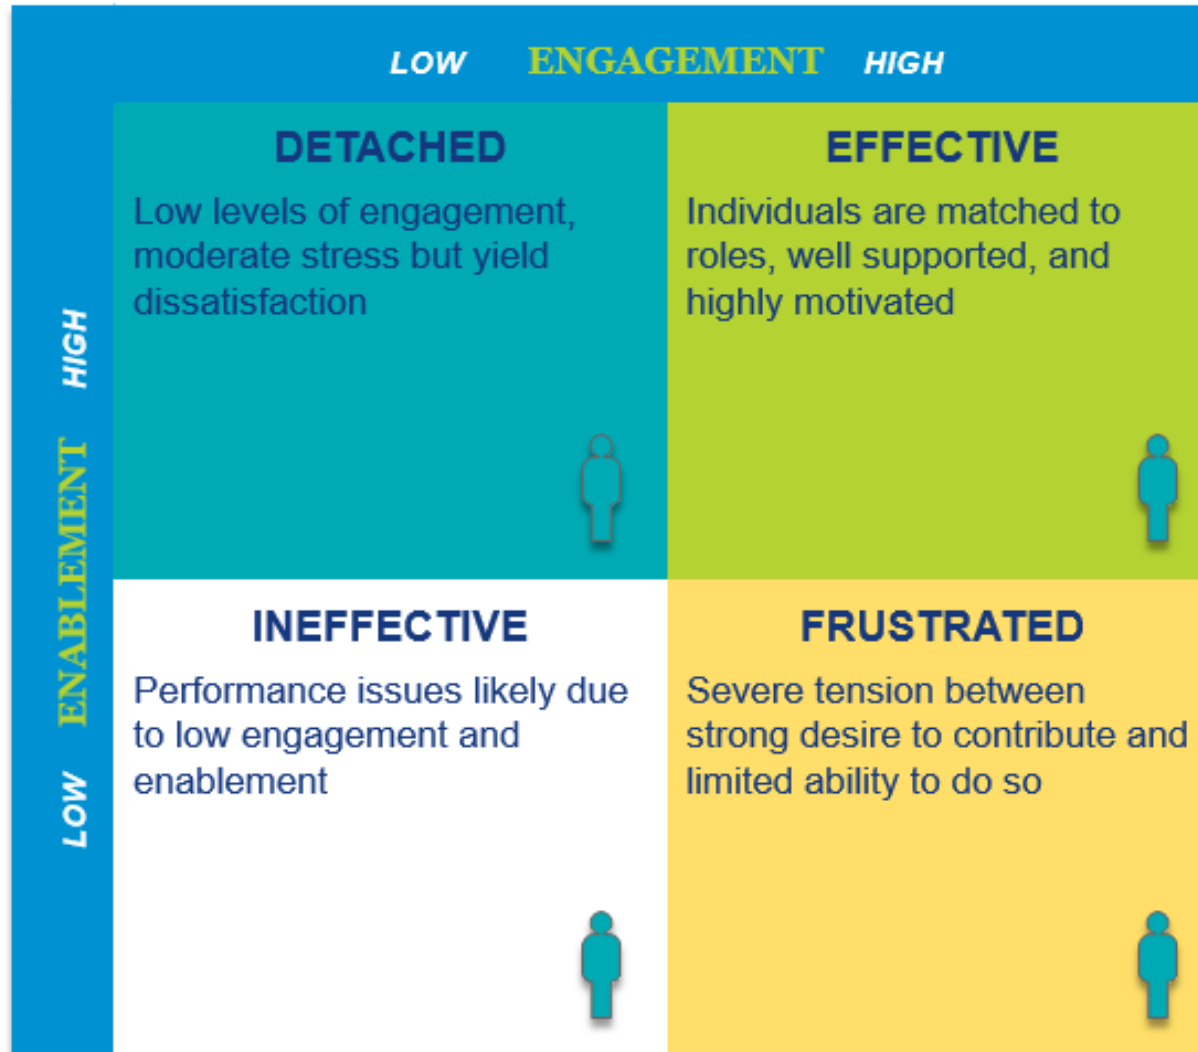 LOW ENGAGEMENT HIGH
DETACHED
Low levels of engagement,
moderate stress but yield
dissatisfaction
EFFECTIVE
Individuals are matched to
roles, well supported, and
highly motivated
HIGH
ENABLEMENT
LOW
INEFFECTIVE
Performance issues likely due
to low engagement and
enablement
FRUSTRATED
Severe tension between
strong desire to contribute and
limited ability to do so